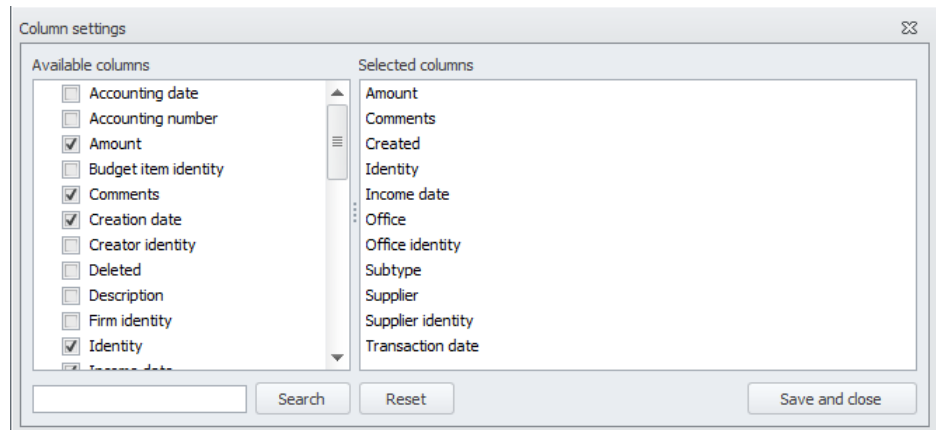 Column settings
Available columns
Selected columns
Accounting date
Accounting number
Amount
Budget item identity
Comments
Creation date
Creator identity
Deleted
Description
Firm identity
Identity
Income date
Amount
Comments
Created
Identity
Income date
Office
Office identity
Subtype
Supplier
Supplier identity
Transaction date
Search
Reset
Save and close